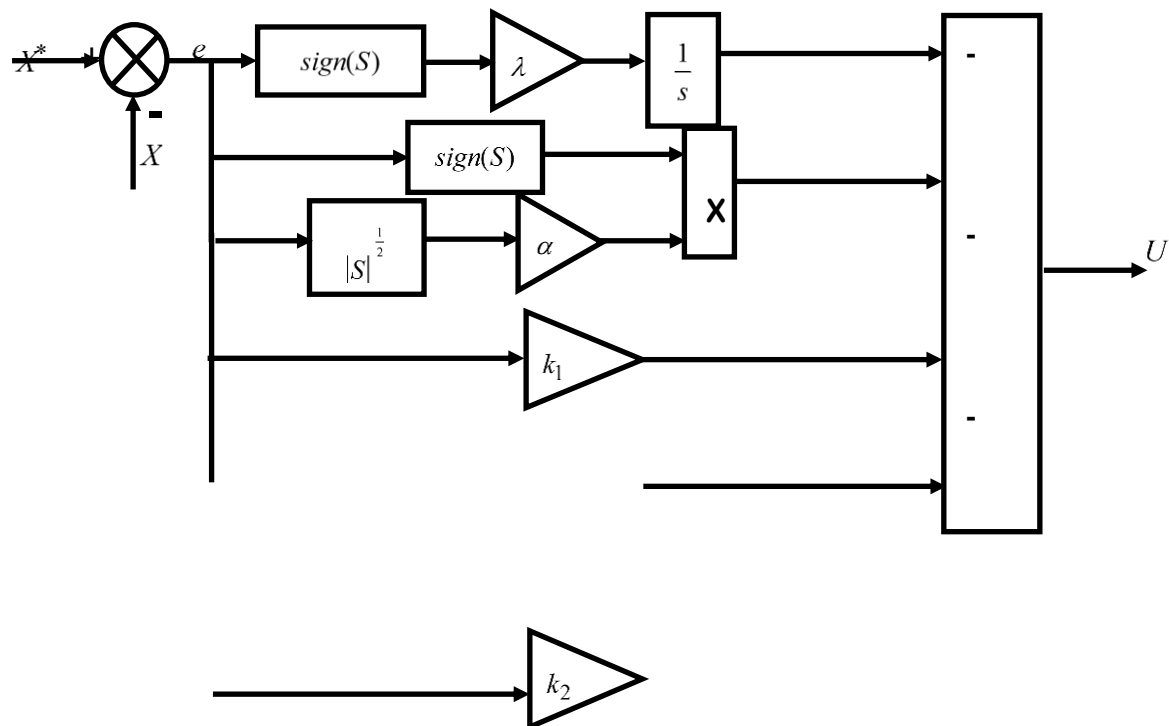 X* + e
-
X
sign(S)
λ
1/s
-
sign(S)
X
|S|^{1/2}
α
-
U
k₁
-
k₂